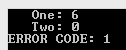 One: 6
Two: 0
ERROR CODE: 1